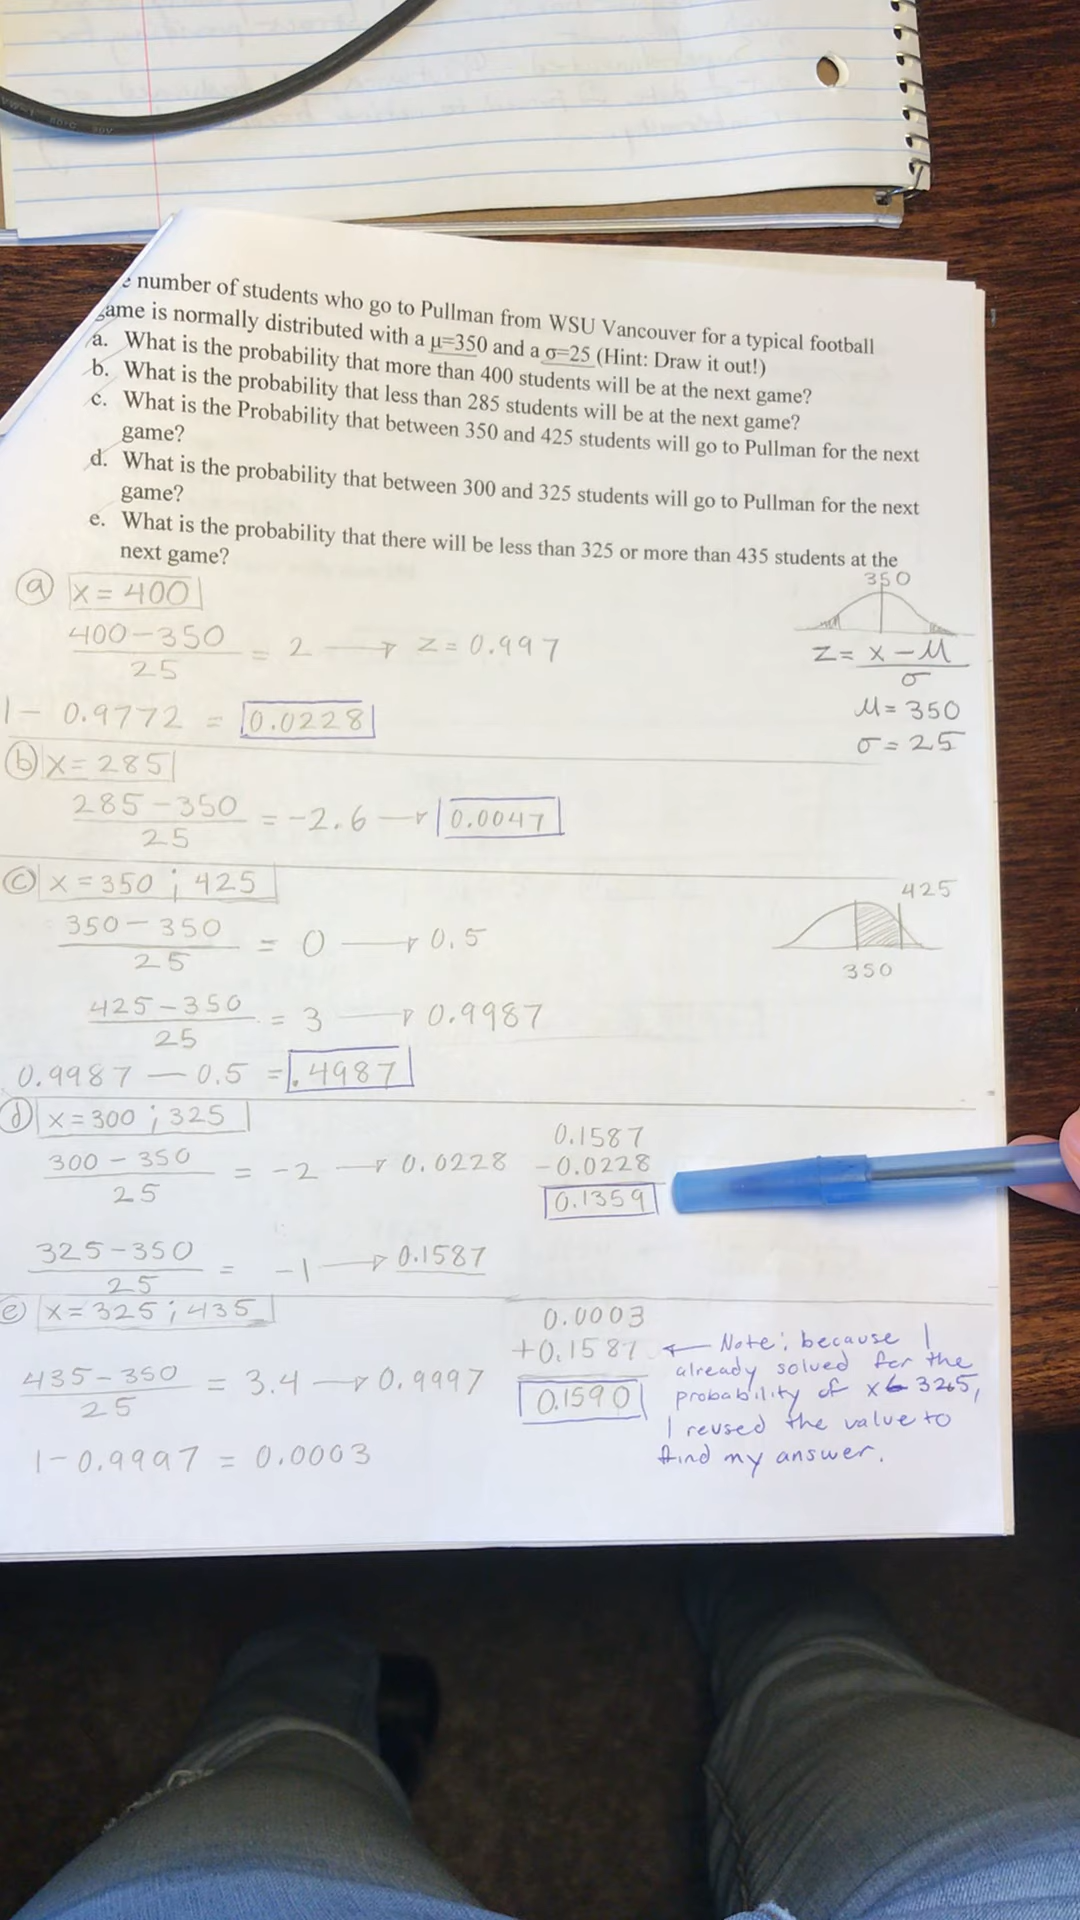 number of students who go to Pullman from WSU Vancouver for a typical football
game is normally distributed with a μ=350 and a σ=25 (Hint: Draw it out!)
a. What is the probability that more than 400 students will be at the next game?
b. What is the probability that less than 285 students will be at the next game?
c. What is the Probability that between 350 and 425 students will go to Pullman for the next
game?
d. What is the probability that between 300 and 325 students will go to Pullman for the next
game?
e. What is the probability that there will be less than 325 or more than 435 students at the
next game?
350
z = x - μ
σ
μ = 350
σ = 25
a x = 400
400 - 350
25
= 2 → z = 0.997
1 - 0.9772 = 0.0228
b x = 285
285 - 350
25
= -2.6 → 0.0047
c x = 350 ; 425
350 - 350
25
= 0 → 0.5
425 - 350
25
= 3 → 0.9987
0.9987 - 0.5 = .4987
425
350
d x = 300 ; 325
300 - 350
25
= -2 → 0.0228
325 - 350
25
= -1 → 0.1587
0.1587
-0.0228
0.1359
e x = 325 ; 435
435 - 350
25
= 3.4 → 0.9997
1 - 0.9997 = 0.0003
0.0003
+0.1587
0.1590
← Note: because I
already solved for the
probability of
I reused the value to
find my answer.